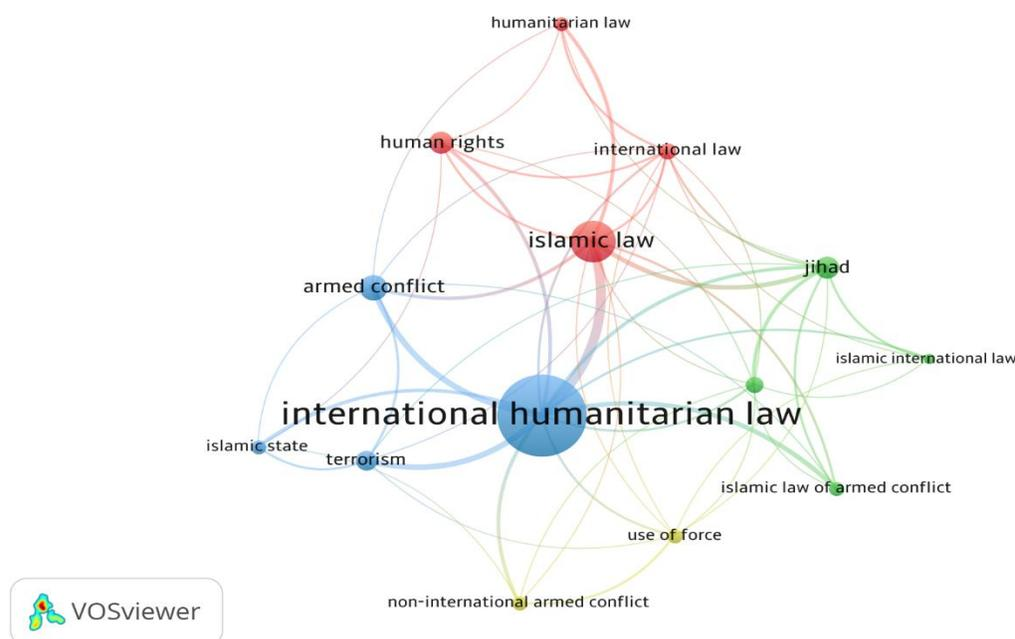 humanitarian law
human rights
international law
islamic law
jihad
armed conflict
islamic international law
international humanitarian law
islamic state
terrorism
islamic law of armed conflict
use of force
non-international armed conflict
VOSviewer